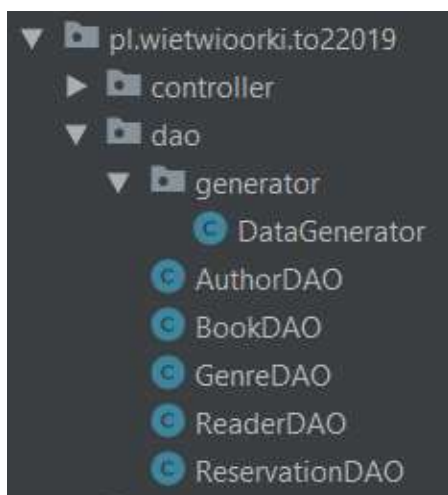 pl.wietwioorki.to22019
controller
dao
generator
C DataGenerator
C AuthorDAO
C BookDAO
C GenreDAO
C ReaderDAO
C ReservationDAO